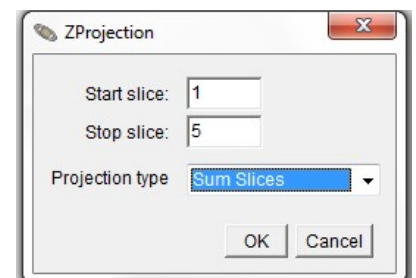 ZProjection
Start slice: 1
Stop slice: 5
Projection type Sum Slices
OK Cancel